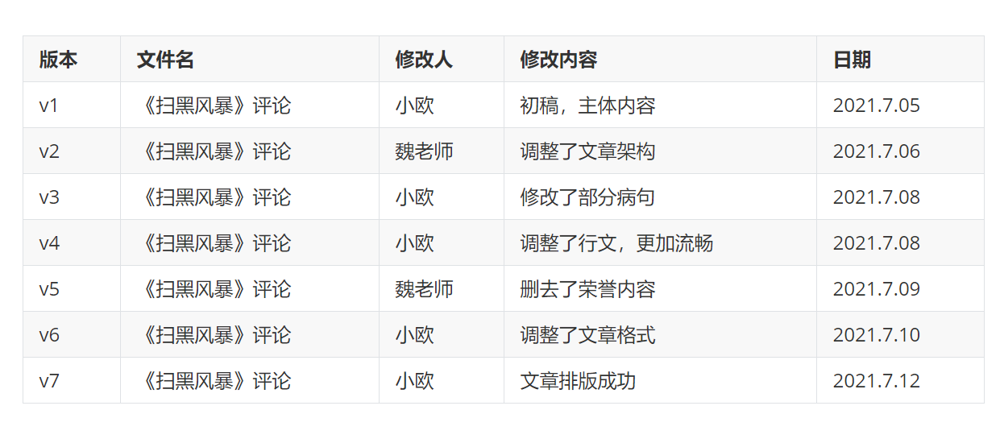 版本 文件名 修改人 修改内容 日期
v1 《扫黑风暴》评论 小欧 初稿，主体内容 2021.7.05
v2 《扫黑风暴》评论 魏老师 调整了文章架构 2021.7.06
v3 《扫黑风暴》评论 小欧 修改了部分病句 2021.7.08
v4 《扫黑风暴》评论 小欧 调整了行文，更加流畅 2021.7.08
v5 《扫黑风暴》评论 魏老师 删去了荣誉内容 2021.7.09
v6 《扫黑风暴》评论 小欧 调整了文章格式 2021.7.10
v7 《扫黑风暴》评论 小欧 文章排版成功 2021.7.12